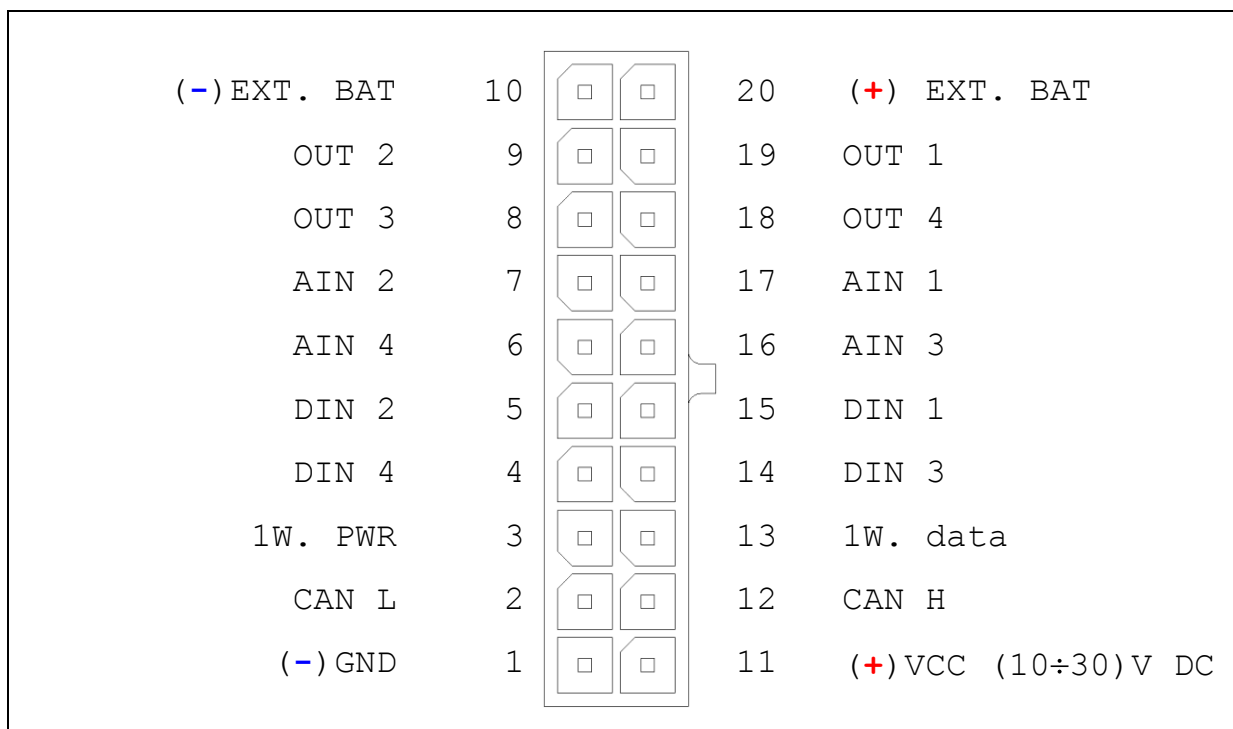 (-)EXT. BAT 10 20 (+) EXT. BAT
OUT 2 9 19 OUT 1
OUT 3 8 18 OUT 4
AIN 2 7 17 AIN 1
AIN 4 6 16 AIN 3
DIN 2 5 15 DIN 1
DIN 4 4 14 DIN 3
1W. PWR 3 13 1W. data
CAN L 2 12 CAN H
(-)GND 1 11 (+)VCC (10÷30)V DC